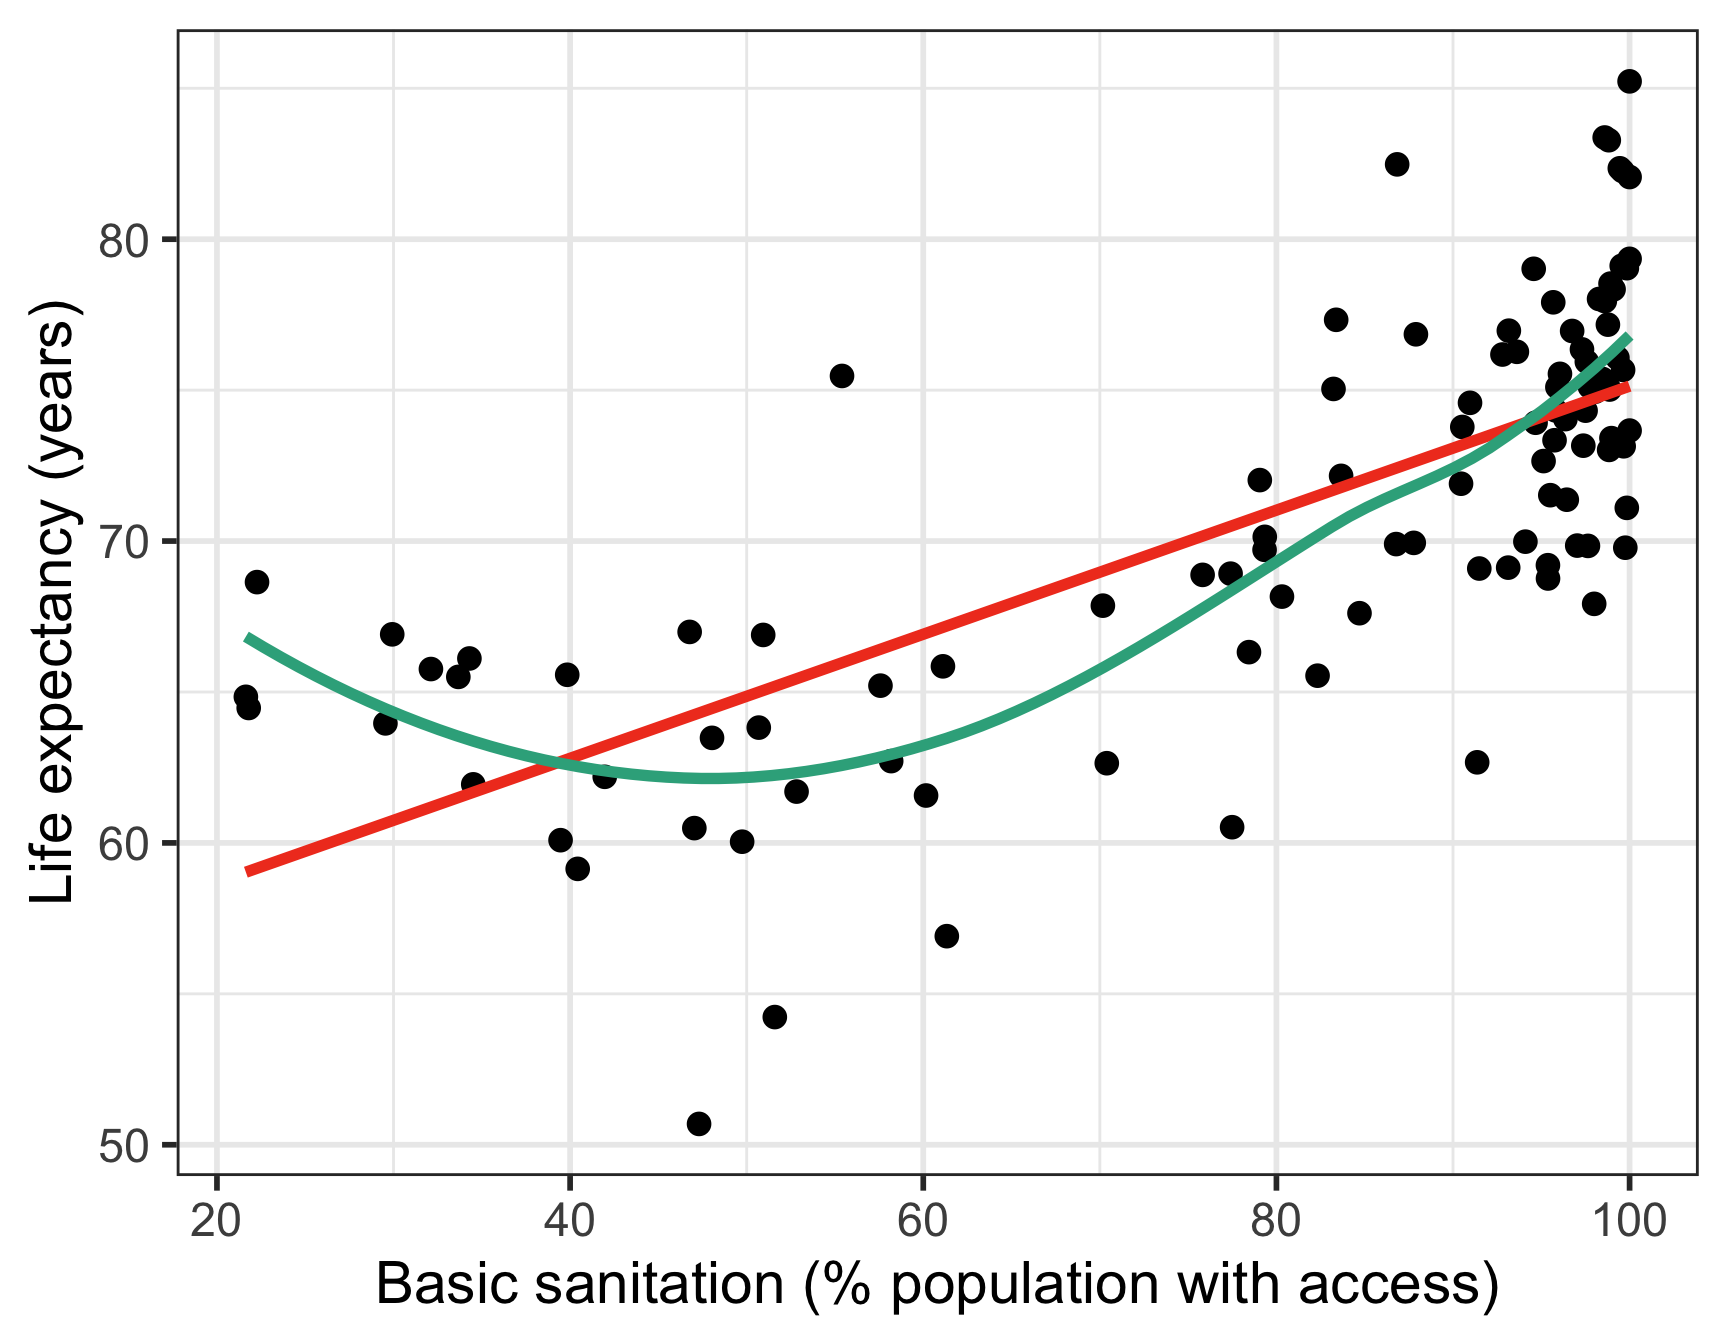 Life expectancy (years)
80
70
60
50
20 40 60 80 100
Basic sanitation (% population with access)